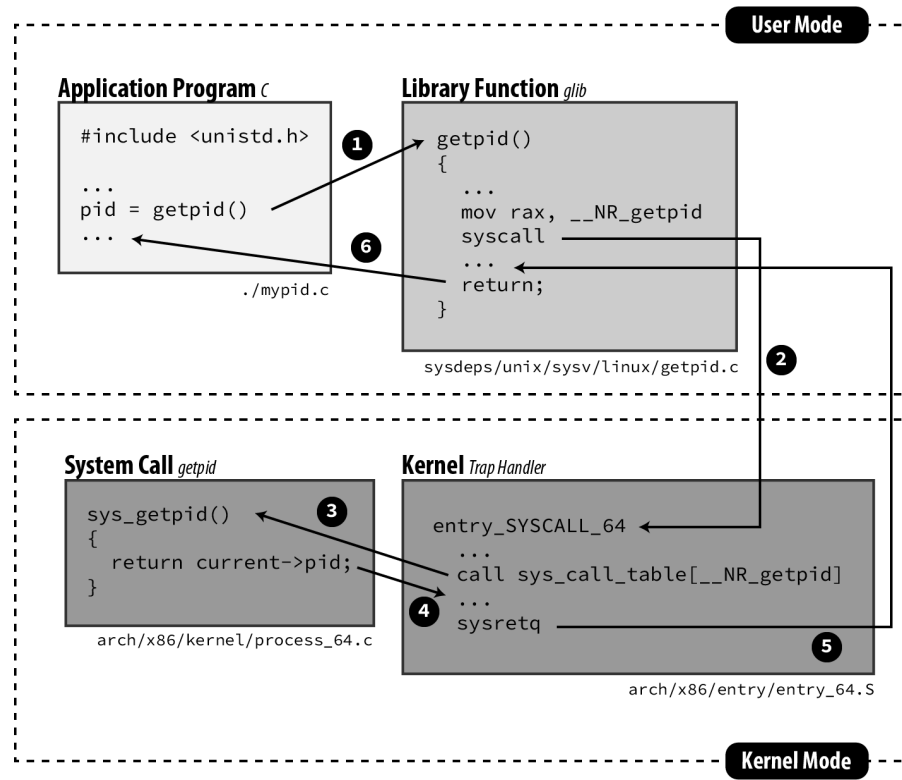 User Mode
Application Program C
#include <unistd.h>
...
pid = getpid()
...
./mypid.c
1
6
Library Function glib
getpid()
{
...
mov rax, __NR_getpid
syscall
...
return;
}
sysdeps/unix/sysv/linux/getpid.c
2
System Call getpid
sys_getpid()
{
return current->pid;
}
arch/x86/kernel/process_64.c
3
4
Kernel Trap Handler
entry_SYSCALL_64
...
call sys_call_table[__NR_getpid]
...
sysretq
5
arch/x86/entry/entry_64.S
Kernel Mode